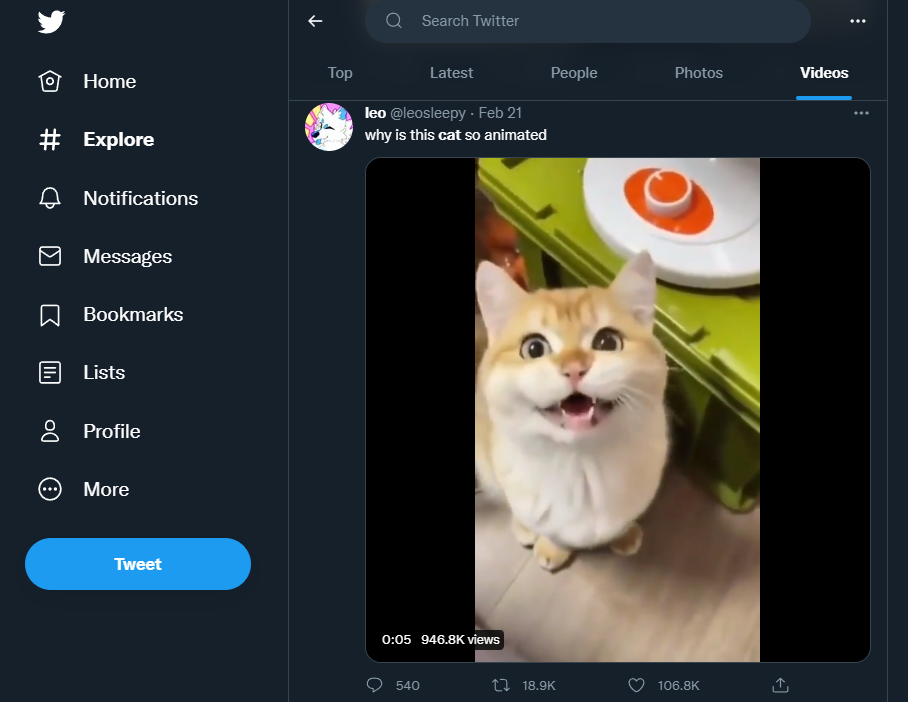 Search Twitter
Top Latest People Photos Videos
Home
Explore
Notifications
Messages
Bookmarks
Lists
Profile
More
Tweet
leo @leosleepy · Feb 21
why is this cat so animated
0:05 946.8K views
540 18.9K 106.8K